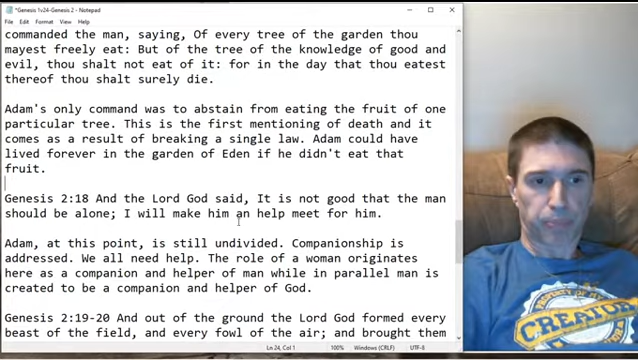 *Genesis 1v24-Genesis 2 - Notepad
File Edit Format View Help
commanded the man, saying, Of every tree of the garden thou
mayest freely eat: But of the tree of the knowledge of good and
evil, thou shalt not eat of it: for in the day that thou eatest
thereof thou shalt surely die.
Adam's only command was to abstain from eating the fruit of one
particular tree. This is the first mentioning of death and it
comes as a result of breaking a single law. Adam could have
lived forever in the garden of Eden if he didn't eat that
fruit.
Genesis 2:18 And the Lord God said, It is not good that the man
should be alone; I will make him an help meet for him.
Adam, at this point, is still undivided. Companionship is
addressed. We all need help. The role of a woman originates
here as a companion and helper of man while in parallel man is
created to be a companion and helper of God.
Genesis 2:19-20 And out of the ground the Lord God formed every
beast of the field, and every fowl of the air; and brought them
Ln 24, Col 1 100% Windows (CRLF) UTF-8
PROPERTY OF
CREATOR